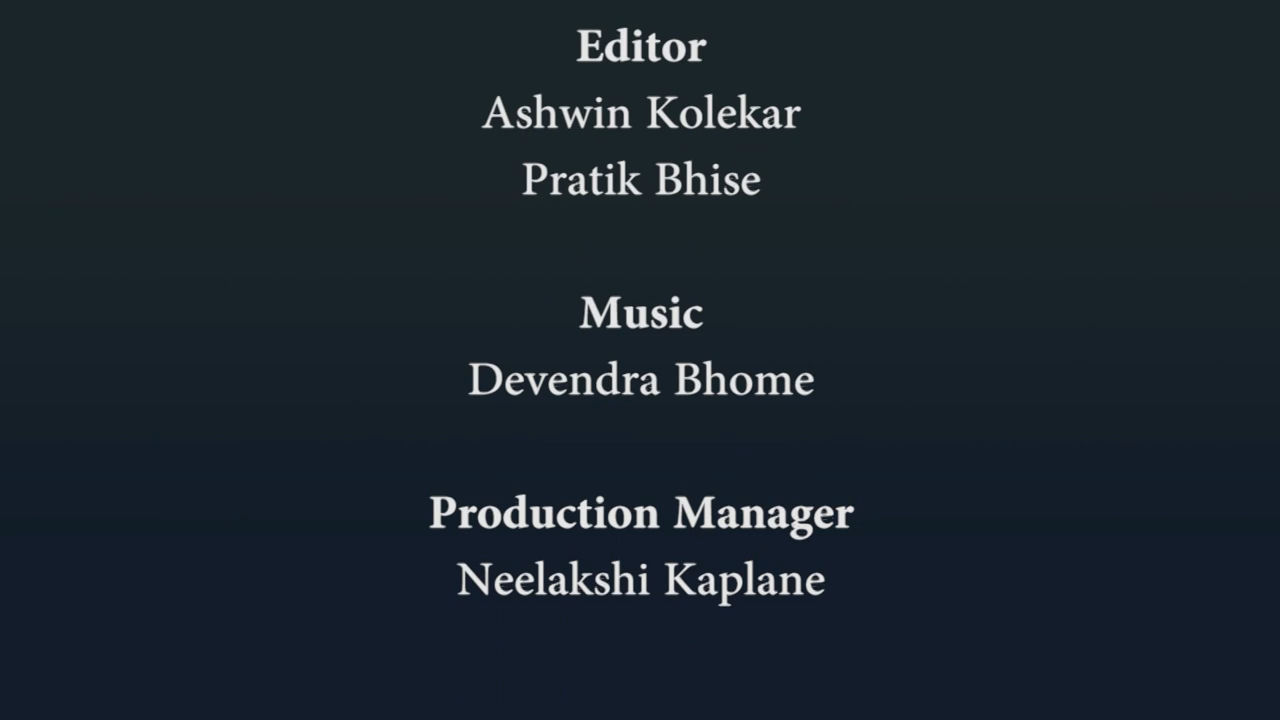 Editor
Ashwin Kolekar
Pratik Bhise
Music
Devendra Bhome
Production Manager
Neelakshi Kaplane